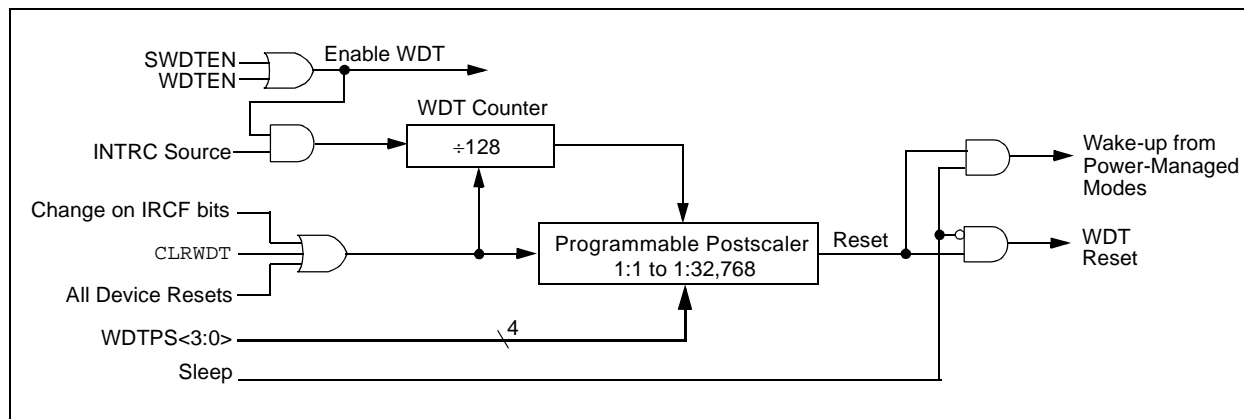 SWDTEN
WDTEN
Enable WDT
WDT Counter
INTRC Source
÷128
Wake-up from
Power-Managed
Modes
Change on IRCF bits
CLRWDT
All Device Resets
Programmable Postscaler
1:1 to 1:32,768
Reset
WDT
Reset
WDTPS<3:0>
4
Sleep